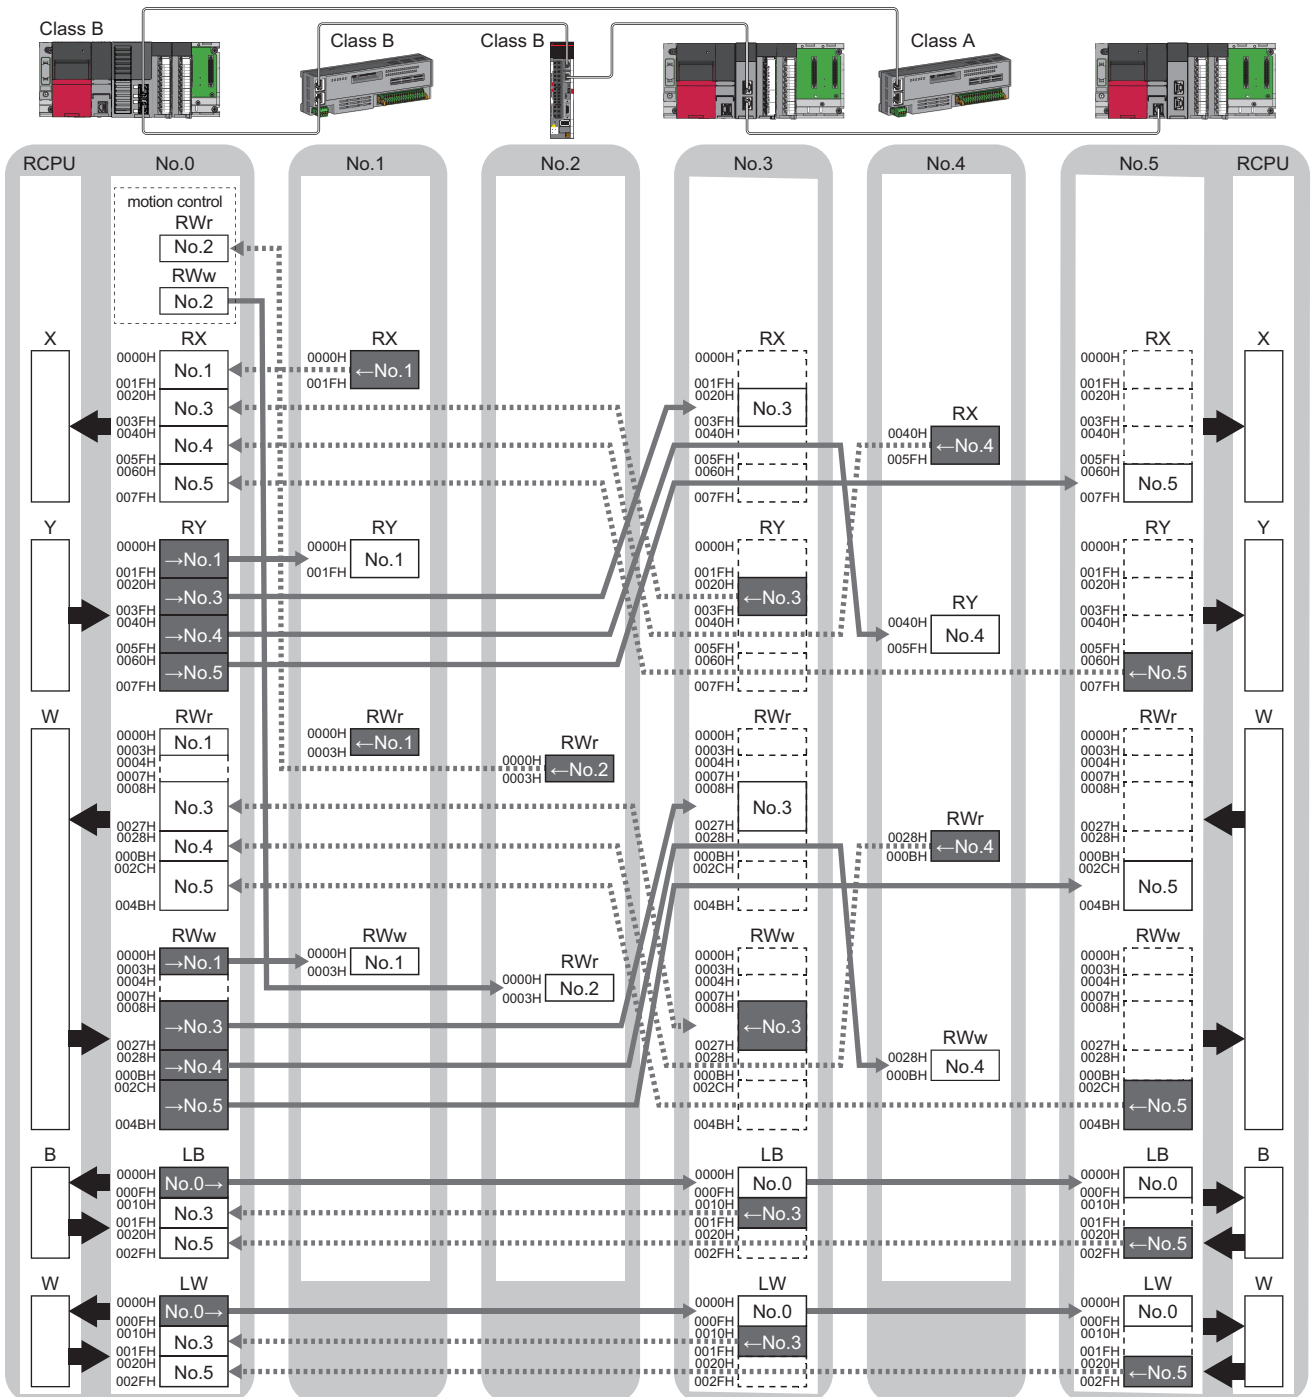 Class B
Class B
Class B
Class A
RCPU
No.0
No.1
No.2
No.3
No.4
No.5
RCPU
motion control
RWr
No.2
RWw
No.2
X
RX
0000H
No.1
001FH
0020H
No.3
003FH
0040H
No.4
005FH
0060H
No.5
007FH
RX
0000H
←No.1
001FH
RX
0000H
001FH
0020H
No.3
003FH
0040H
005FH
0060H
007FH
RX
0040H
←No.4
005FH
RX
0000H
001FH
0020H
003FH
0040H
005FH
0060H
No.5
007FH
X
Y
RY
0000H
→No.1
001FH
0020H
→No.3
003FH
0040H
→No.4
005FH
0060H
→No.5
007FH
RY
0000H
No.1
001FH
RY
0000H
001FH
0020H
←No.3
003FH
0040H
005FH
0060H
007FH
RY
0040H
No.4
005FH
RY
0000H
001FH
0020H
003FH
0040H
005FH
0060H
←No.5
007FH
Y
W
RWr
0000H
No.1
0003H
0004H
0007H
0008H
No.3
0027H
0028H
No.4
000BH
002CH
No.5
004BH
RWr
0000H
←No.1
0003H
RWr
0000H
←No.2
0003H
RWr
0000H
0003H
0004H
0007H
0008H
No.3
0027H
0028H
000BH
002CH
004BH
RWr
0028H
←No.4
000BH
RWr
0000H
0003H
0004H
0007H
0008H
0027H
0028H
000BH
002CH
No.5
004BH
W
RWw
0000H
→No.1
0003H
0004H
0007H
0008H
→No.3
0027H
0028H
→No.4
000BH
002CH
→No.5
004BH
RWw
0000H
No.1
0003H
RWr
0000H
No.2
0003H
RWw
0000H
0003H
0004H
0007H
0008H
←No.3
0027H
0028H
000BH
002CH
004BH
RWw
0028H
No.4
000BH
RWw
0000H
0003H
0004H
0007H
0008H
0027H
0028H
000BH
002CH
←No.5
004BH
B
LB
0000H
No.0→
000FH
0010H
No.3
001FH
0020H
No.5
002FH
LB
0000H
No.0
000FH
0010H
←No.3
001FH
0020H
002FH
LB
0000H
No.0
000FH
0010H
001FH
0020H
←No.5
002FH
B
W
LW
0000H
No.0→
000FH
0010H
No.3
001FH
0020H
No.5
002FH
LW
0000H
No.0
000FH
0010H
←No.3
001FH
0020H
002FH
LW
0000H
No.0
000FH
0010H
001FH
0020H
←No.5
002FH
W